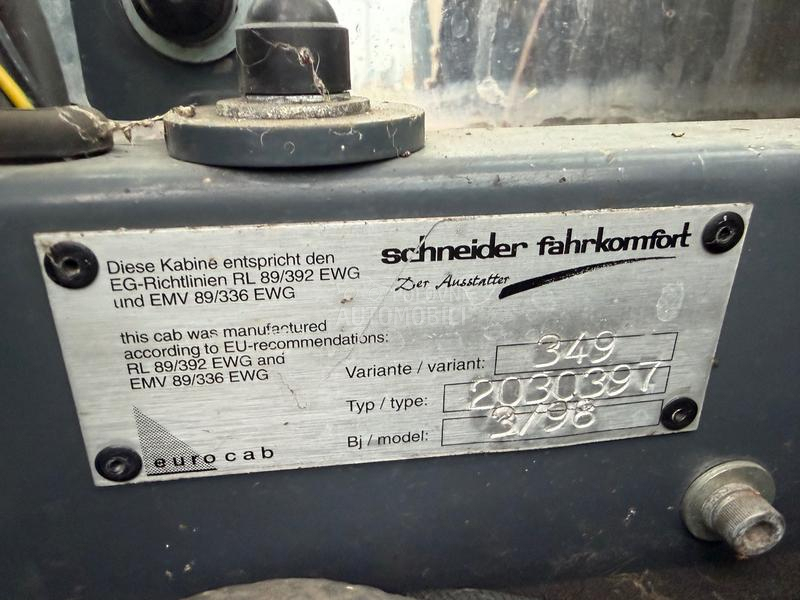 Diese Kabine entspricht den
EG-Richtlinien RL 89/392 EWG
und EMV 89/336 EWG
schneider fahrkomfort
Der Ausstatter
this cab was manufactured
according to EU-recommendations:
RL 89/392 EWG and
EMV 89/336 EWG
Variante / variant: 349
Typ / type: 2030397
Bj / model: 3/98
eurocab